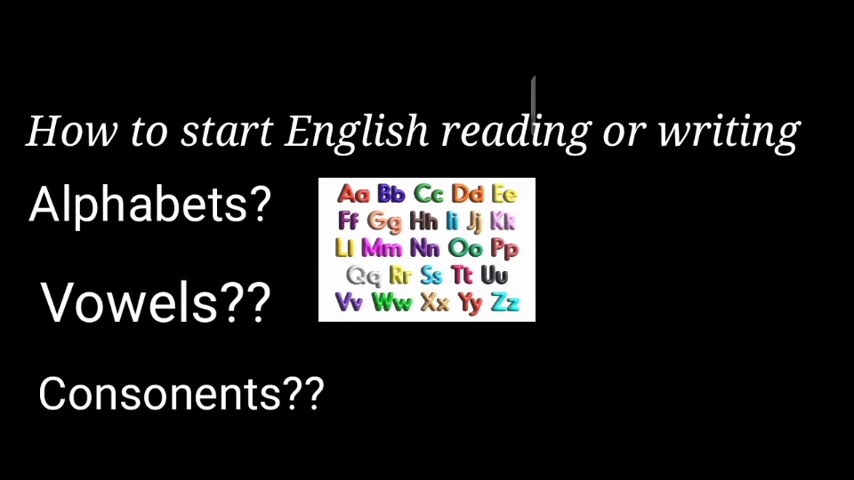 How to start English reading or writing
Alphabets?
Aa Bb Cc Dd Ee
Ff Gg Hh Ii Jj Kk
Ll Mm Nn Oo Pp
Qq Rr Ss Tt Uu
Vv Ww Xx Yy Zz
Vowels??
Consonents??